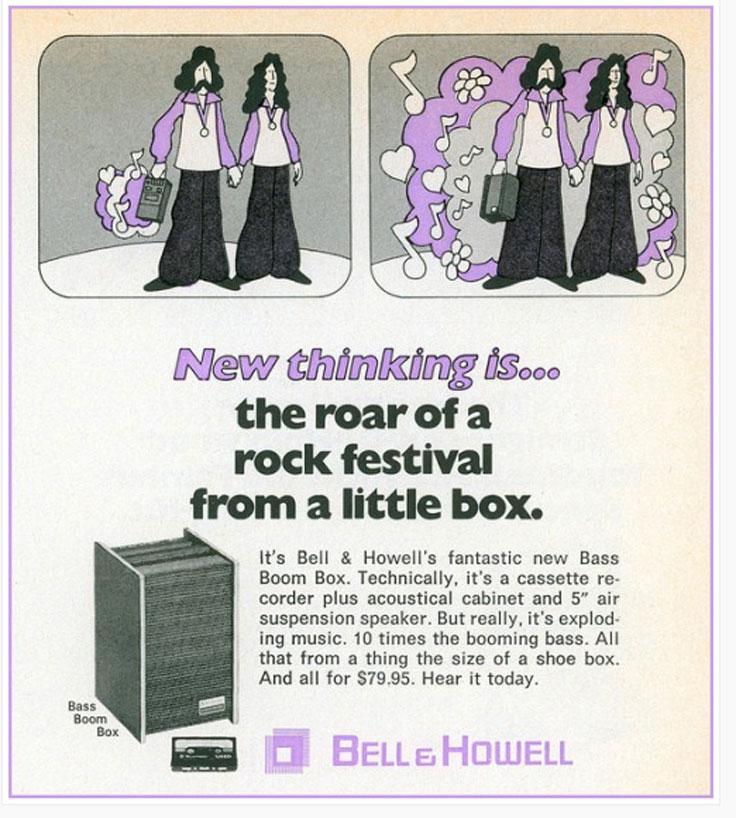 New thinking is...
the roar of a
rock festival
from a little box.
It's Bell & Howell's fantastic new Bass
Boom Box. Technically, it's a cassette re-
corder plus acoustical cabinet and 5" air
suspension speaker. But really, it's explod-
ing music. 10 times the booming bass. All
that from a thing the size of a shoe box.
And all for $79.95. Hear it today.
Bass
Boom
Box
BELL & HOWELL